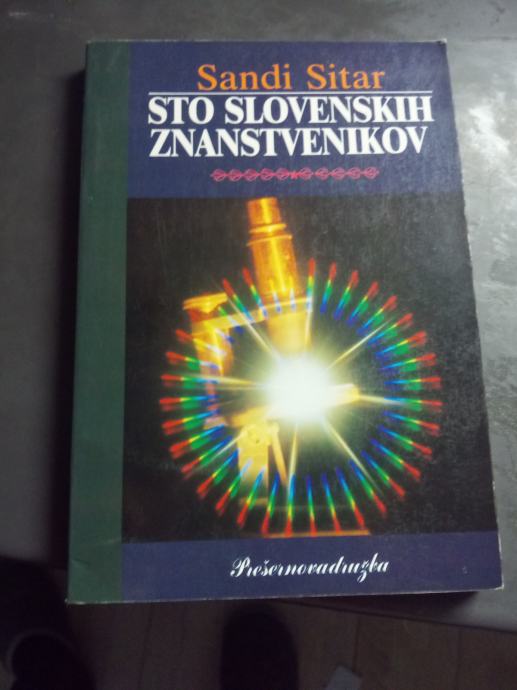 Sandi Sitar
STO SLOVENSKIH
ZNANSTVENIKOV
Prešernovadružba